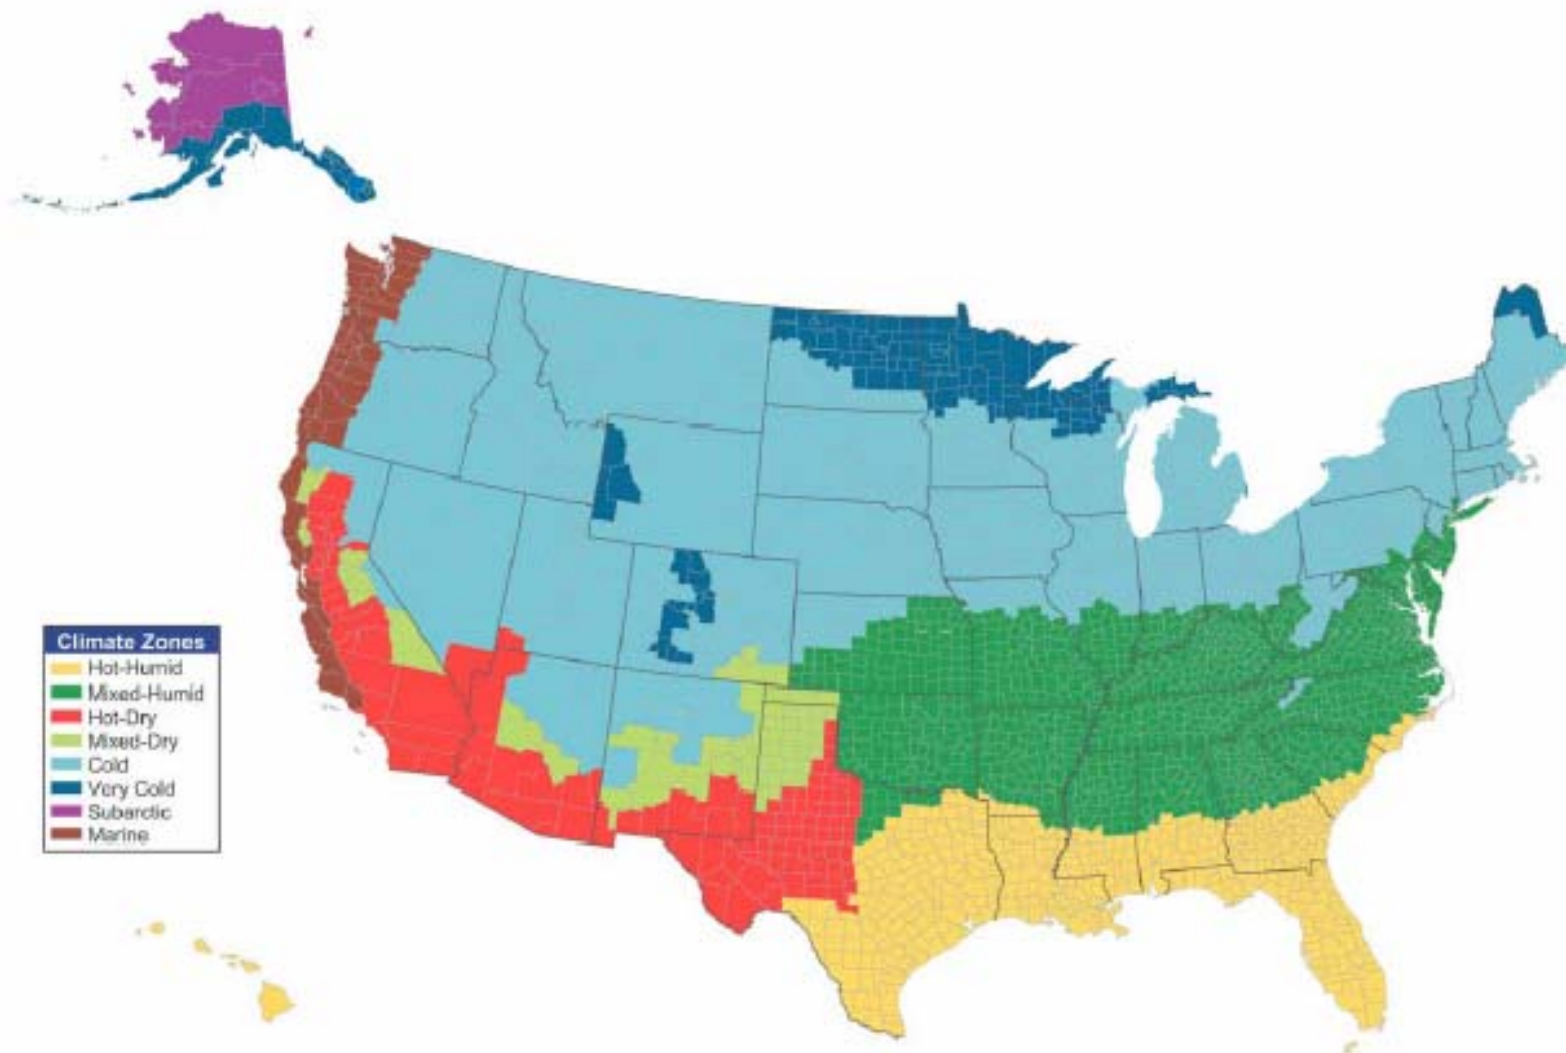 Climate Zones
Hot-Humid
Mixed-Humid
Hot-Dry
Mixed-Dry
Cold
Very Cold
Subarctic
Marine